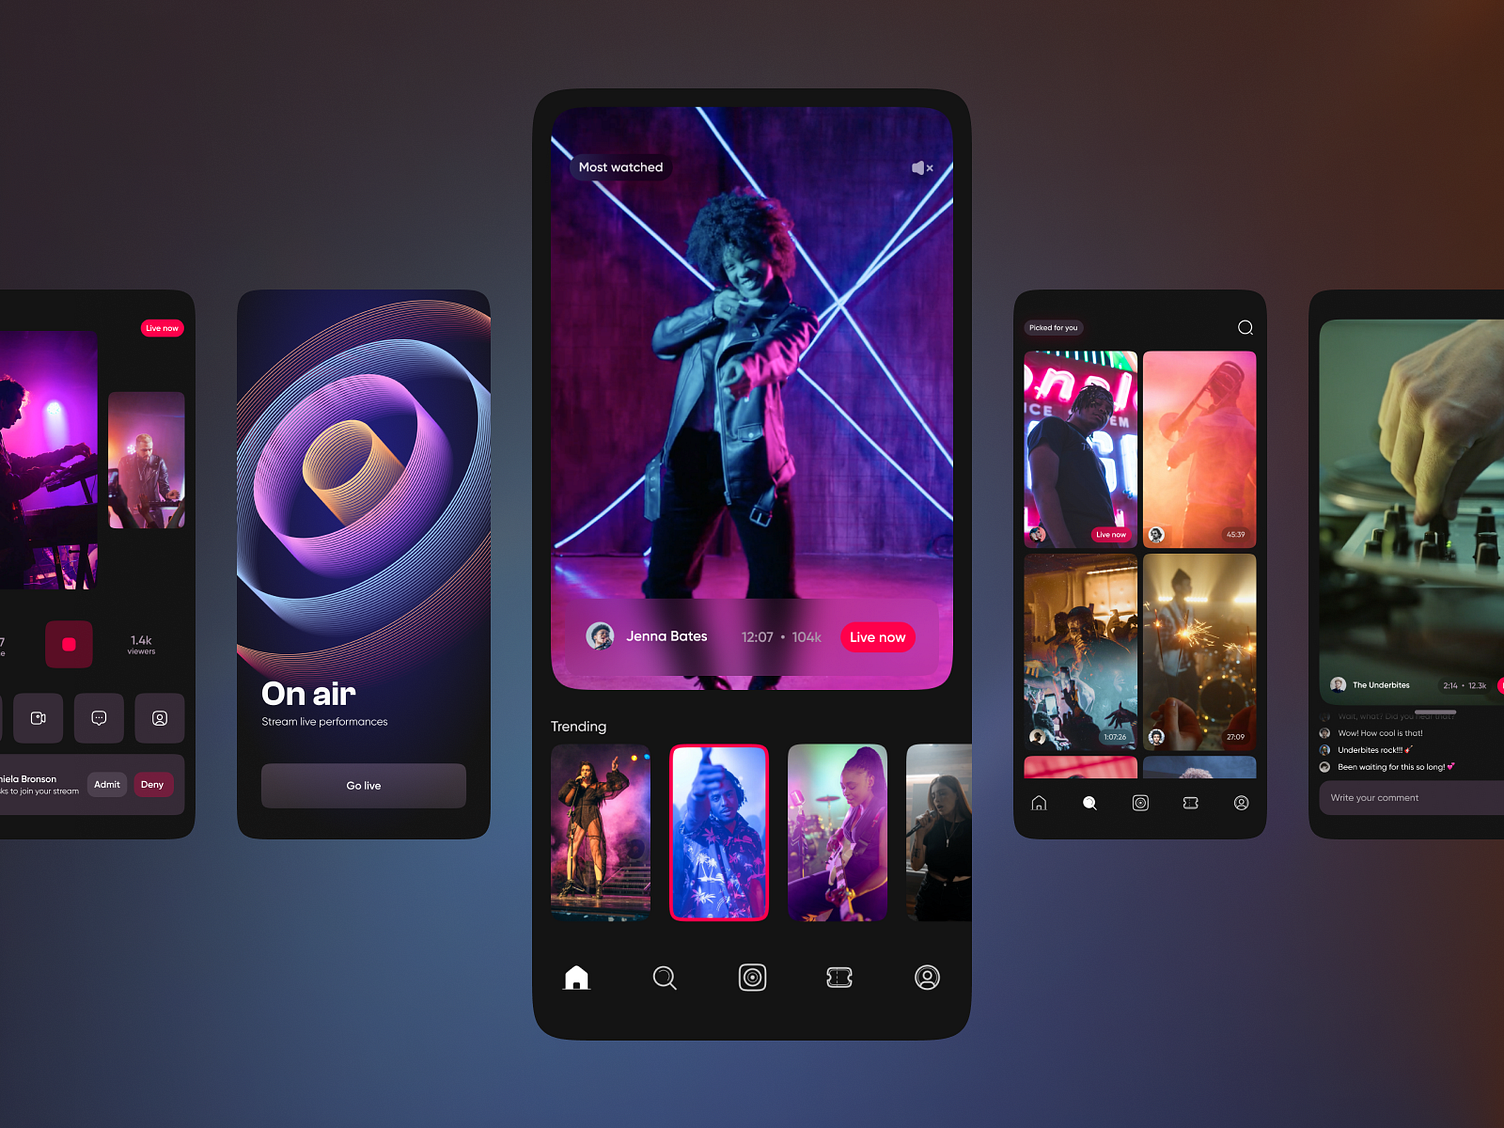 Live now
7
e
1.4k
viewers
niela Bronson
ks to join your stream
Admit
Deny
On air
Stream live performances
Go live
Most watched
Jenna Bates
12:07 • 104k
Live now
Trending
Picked for you
onal
UCE
EM
Live now
45:39
1:07:26
27:09
The Underbites
2:14 • 12.3k
Wait, what? Did you hear that?
Wow! How cool is that!
Underbites rock!!! 🎸
Been waiting for this so long! 💕
Write your comment